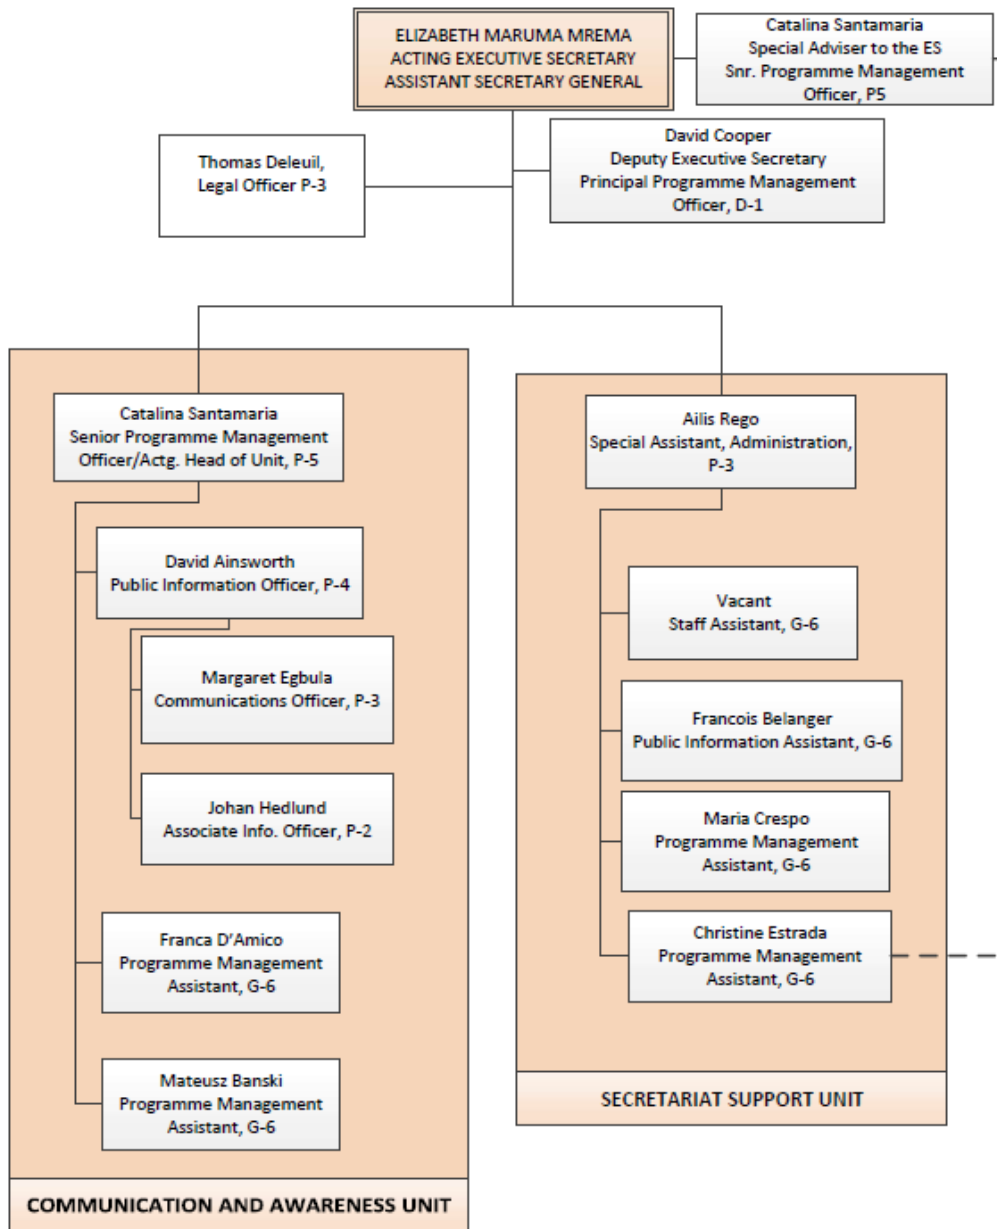 ELIZABETH MARUMA MREMA
ACTING EXECUTIVE SECRETARY
ASSISTANT SECRETARY GENERAL
Catalina Santamaria
Special Adviser to the ES
Snr. Programme Management
Officer, P5
Thomas Deleuil,
Legal Officer P-3
David Cooper
Deputy Executive Secretary
Principal Programme Management
Officer, D-1
Catalina Santamaria
Senior Programme Management
Officer/Actg. Head of Unit, P-5
David Ainsworth
Public Information Officer, P-4
Margaret Egbula
Communications Officer, P-3
Johan Hedlund
Associate Info. Officer, P-2
Franca D'Amico
Programme Management
Assistant, G-6
Mateusz Banski
Programme Management
Assistant, G-6
COMMUNICATION AND AWARENESS UNIT
Ailis Rego
Special Assistant, Administration,
P-3
Vacant
Staff Assistant, G-6
Francois Belanger
Public Information Assistant, G-6
Maria Crespo
Programme Management
Assistant, G-6
Christine Estrada
Programme Management
Assistant, G-6
SECRETARIAT SUPPORT UNIT